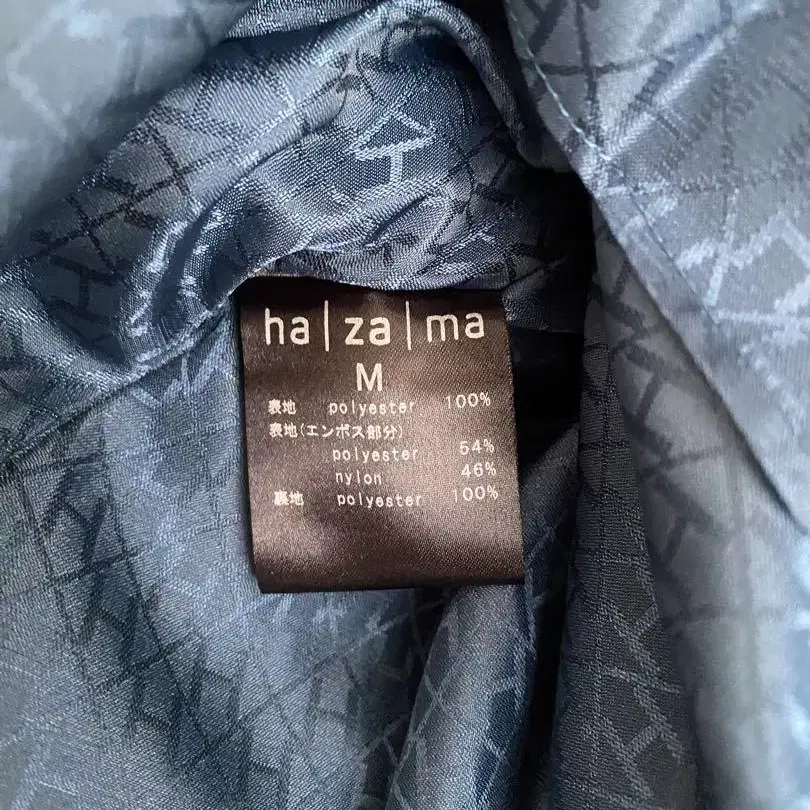 ha|za|ma
M
表地 polyester 100%
表地(エンボス部分)
polyester 54%
nylon 46%
裏地 polyester 100%